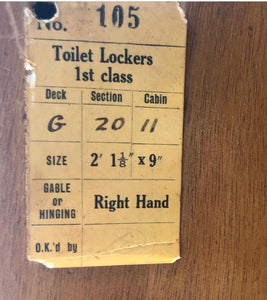 No. 105
Toilet Lockers
1st class
Deck Section Cabin
G 20 11
SIZE 2' 1⅛" x 9"
GABLE
or
HINGING
Right Hand
O.K.'d by